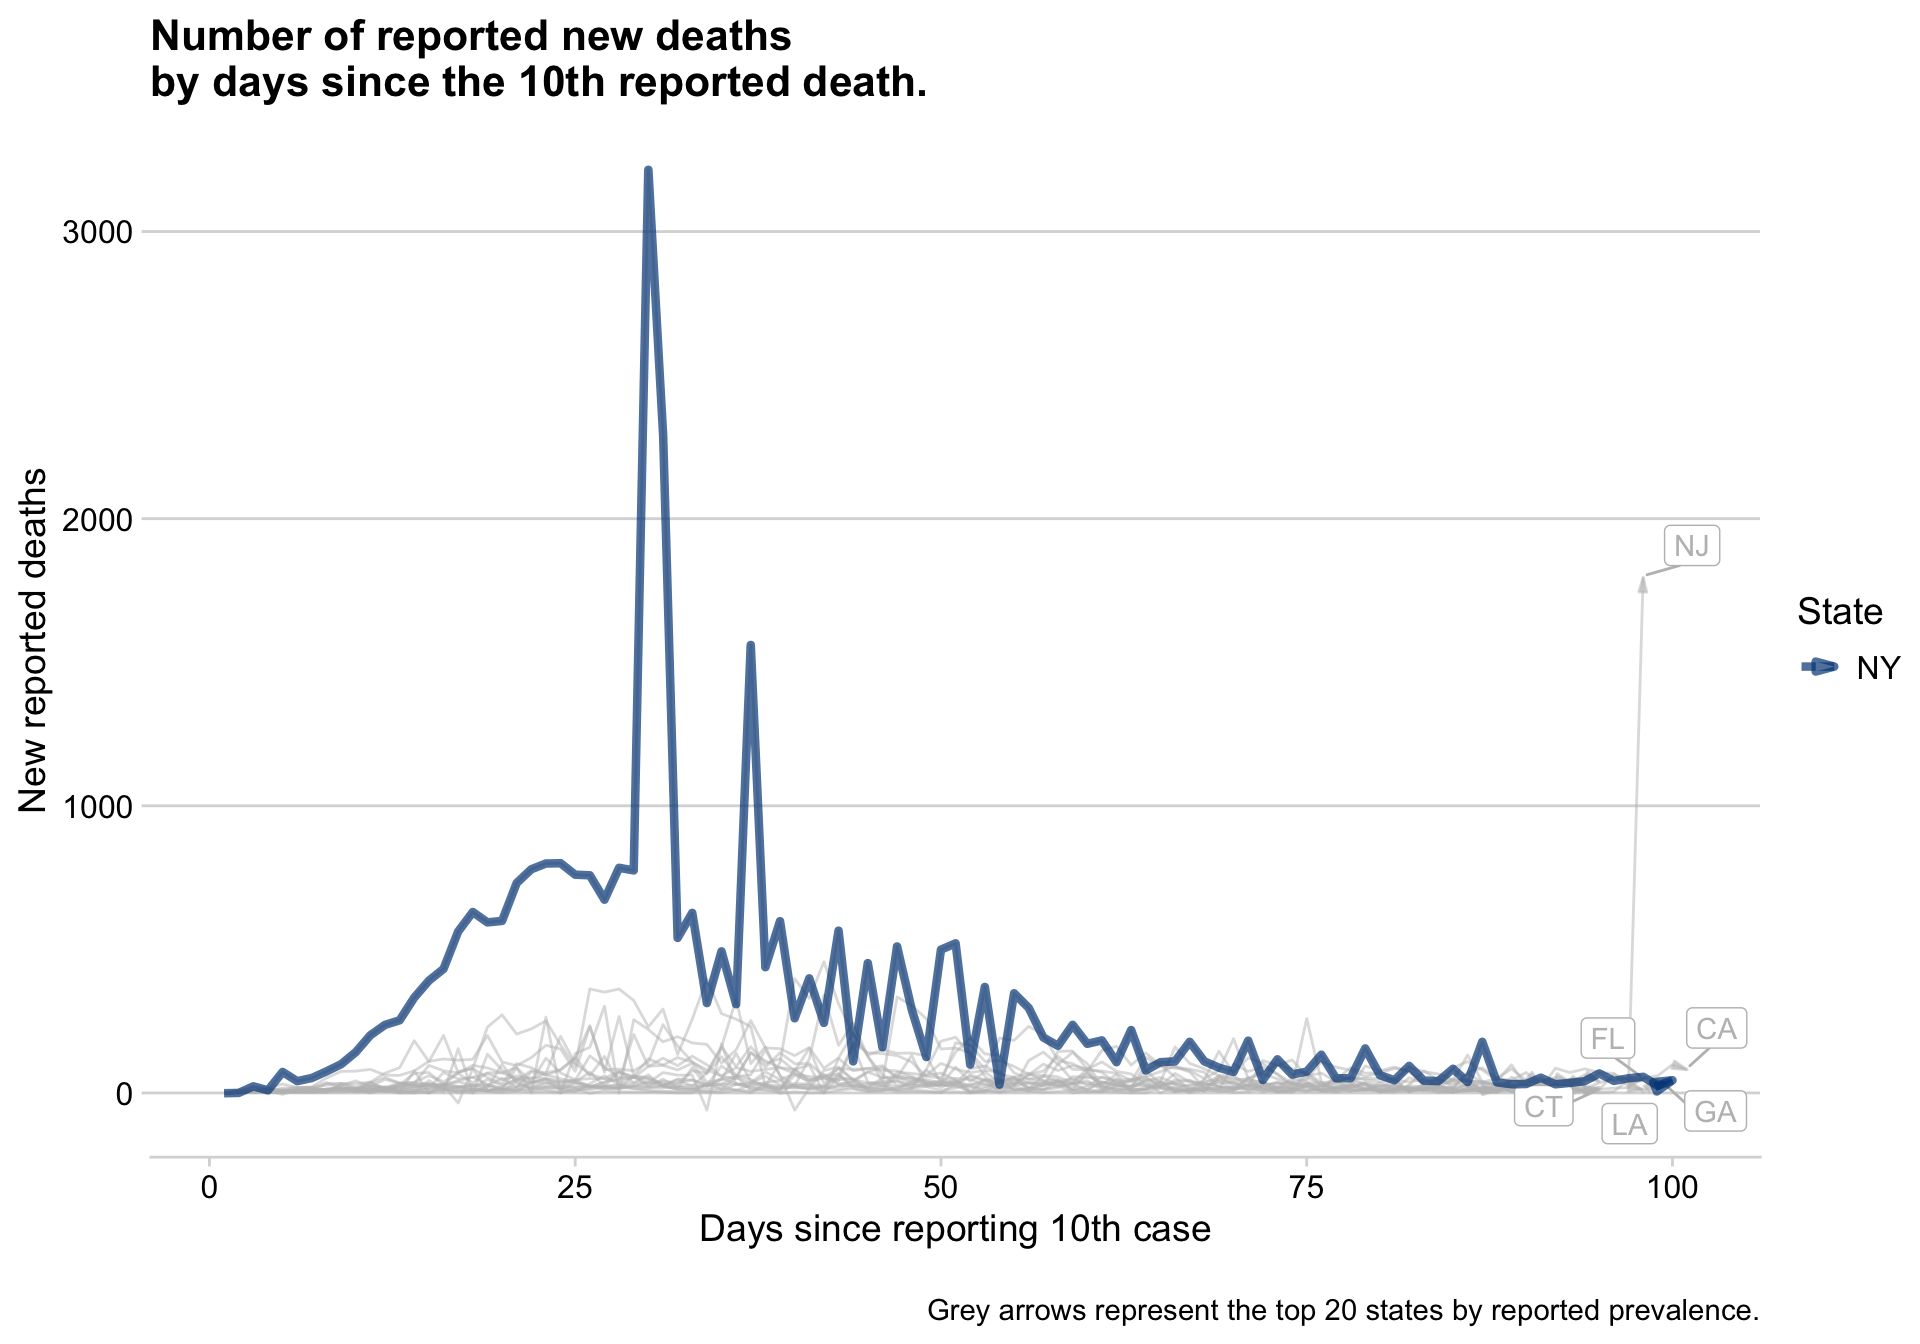 Number of reported new deaths
by days since the 10th reported death.
New reported deaths
3000
2000
1000
0
NJ
FL
CA
CT
LA
GA
State
NY
0
25
50
75
100
Days since reporting 10th case
Grey arrows represent the top 20 states by reported prevalence.